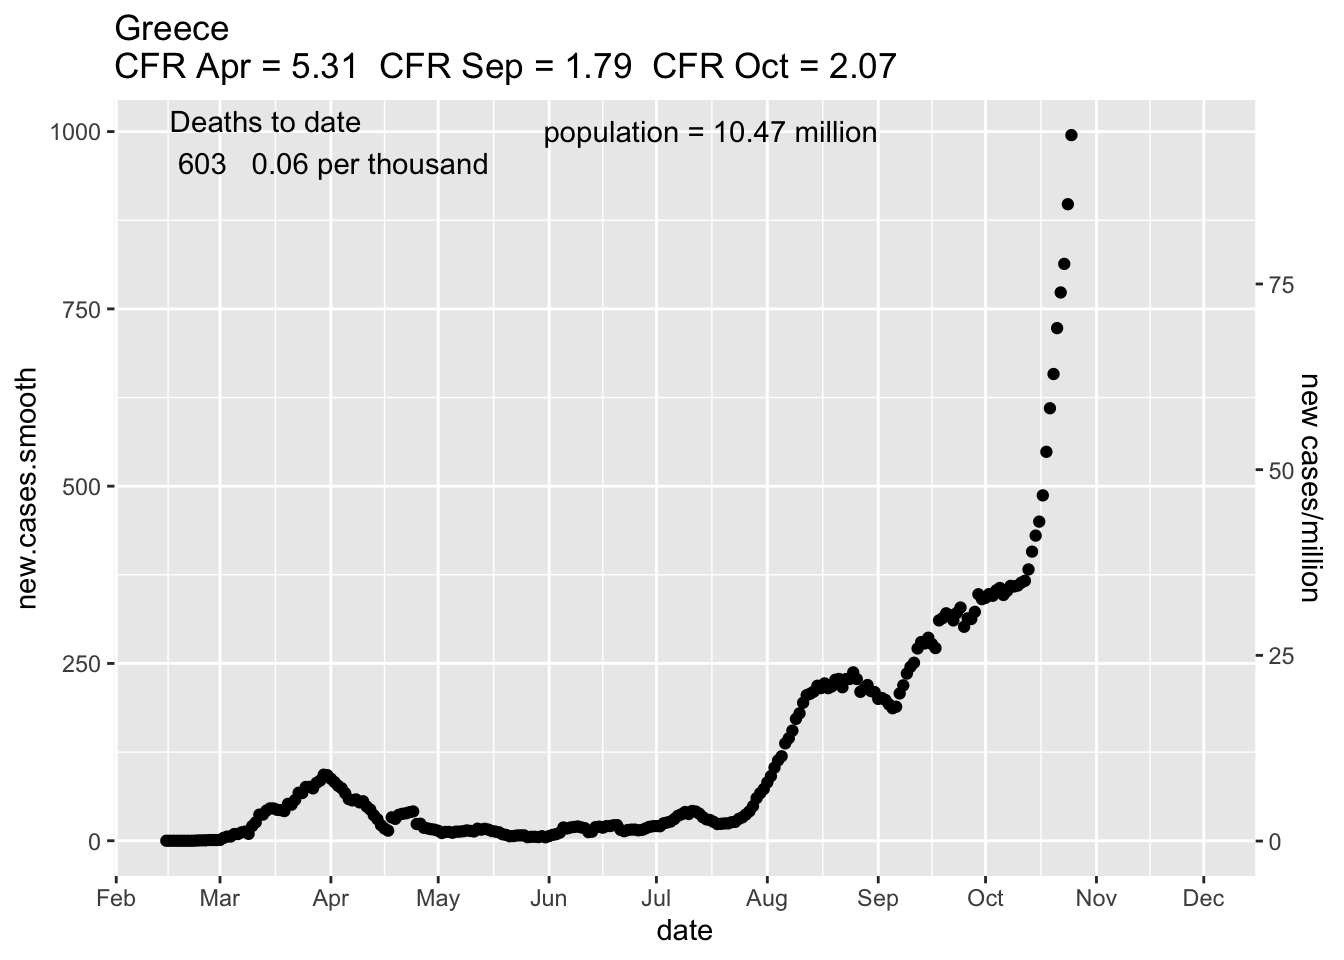 Greece
CFR Apr = 5.31  CFR Sep = 1.79  CFR Oct = 2.07
Deaths to date
603   0.06 per thousand
population = 10.47 million
1000
750
500
250
0
new.cases.smooth
75
50
25
0
new cases/million
Feb Mar Apr May Jun Jul Aug Sep Oct Nov Dec
date